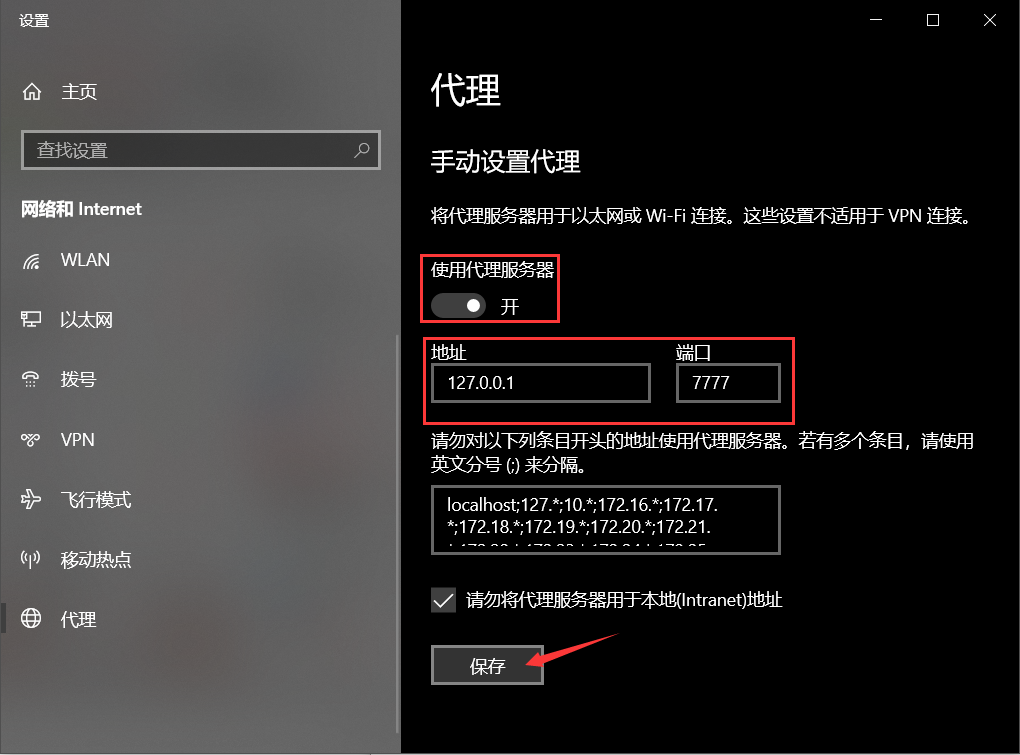 设置
主页
查找设置
网络和 Internet
WLAN
以太网
拨号
VPN
飞行模式
移动热点
代理
代理
手动设置代理
将代理服务器用于以太网或 Wi-Fi 连接。这些设置不适用于 VPN 连接。
使用代理服务器
开
地址 端口
127.0.0.1 7777
请勿对以下列条目开头的地址使用代理服务器。若有多个条目，请使用
英文分号 (;) 来分隔。
localhost;127.*;10.*;172.16.*;172.17.
*;172.18.*;172.19.*;172.20.*;172.21.
请勿将代理服务器用于本地(Intranet)地址
保存